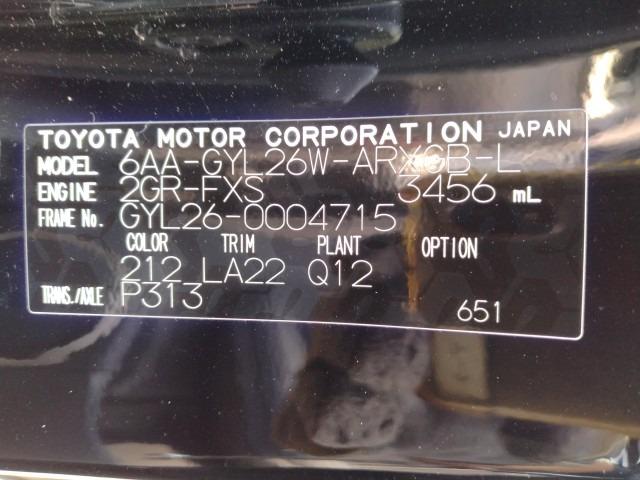 TOYOTA MOTOR CORPORATION JAPAN
MODEL 6AA-GYL26W-ARXGB-L
ENGINE 2GR-FXS 3456 mL
FRAME No. GYL26-0004715
COLOR TRIM PLANT OPTION
212 LA22 Q12
TRANS./AXLE P313
651